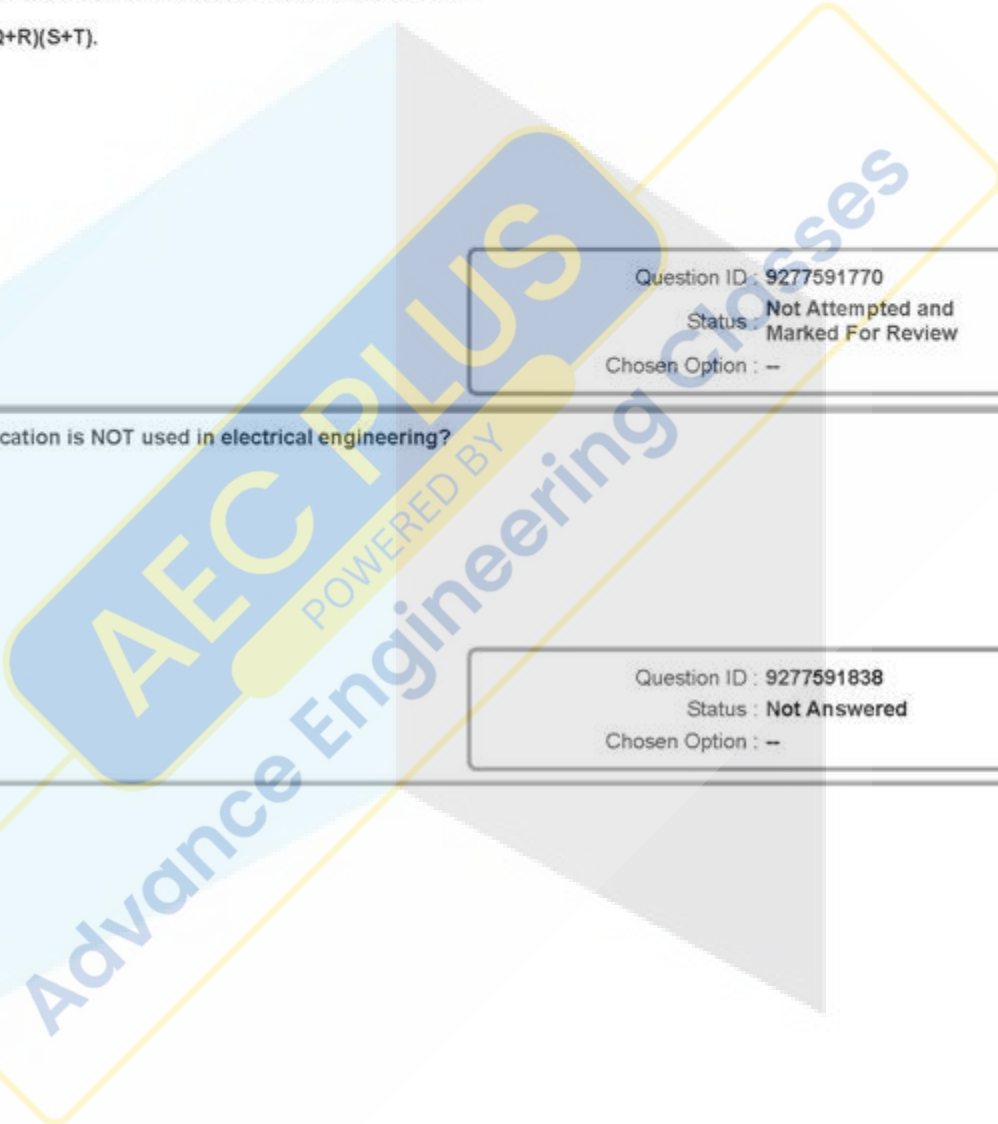 +R)(S+T).
Question ID : 9277591770
Status : Not Attempted and
Marked For Review
Chosen Option : --
cation is NOT used in electrical engineering?
Question ID : 9277591838
Status : Not Answered
Chosen Option : --
AEC PLUS
POWERED BY
Advance Engineering Classes